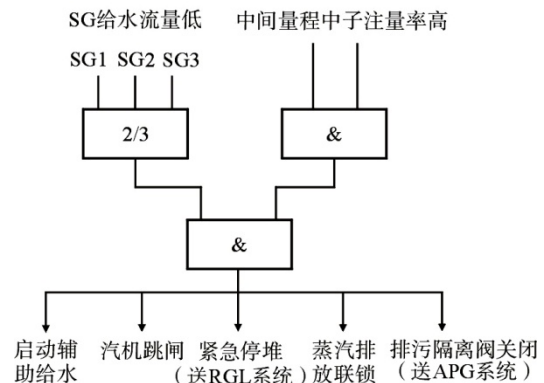 SG给水流量低 中间量程中子注量率高
SG1 SG2 SG3
2/3 &
&
启动辅助给水
汽机跳闸
紧急停堆
（送RGL系统）
蒸汽排放联锁
排污隔离阀关闭
（送APG系统）